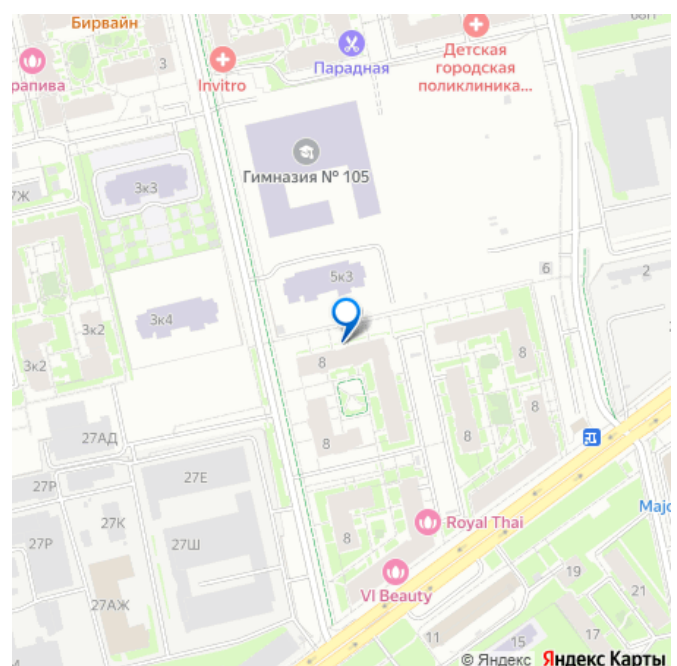 Бирвайн
рапива
3
Invitro
Парадная
Детская
городская
поликлиника...
Гимназия № 105
3к3
7Ж
5к3
6
2
3к4
3к2
3к2
8
8
8
8
8
8
27АД
27Е
27Р
27К
27Р
27Ш
27АЖ
Royal Thai
VI Beauty
Majo
19
21
17
15
11
© Яндекс Яндекс Карты